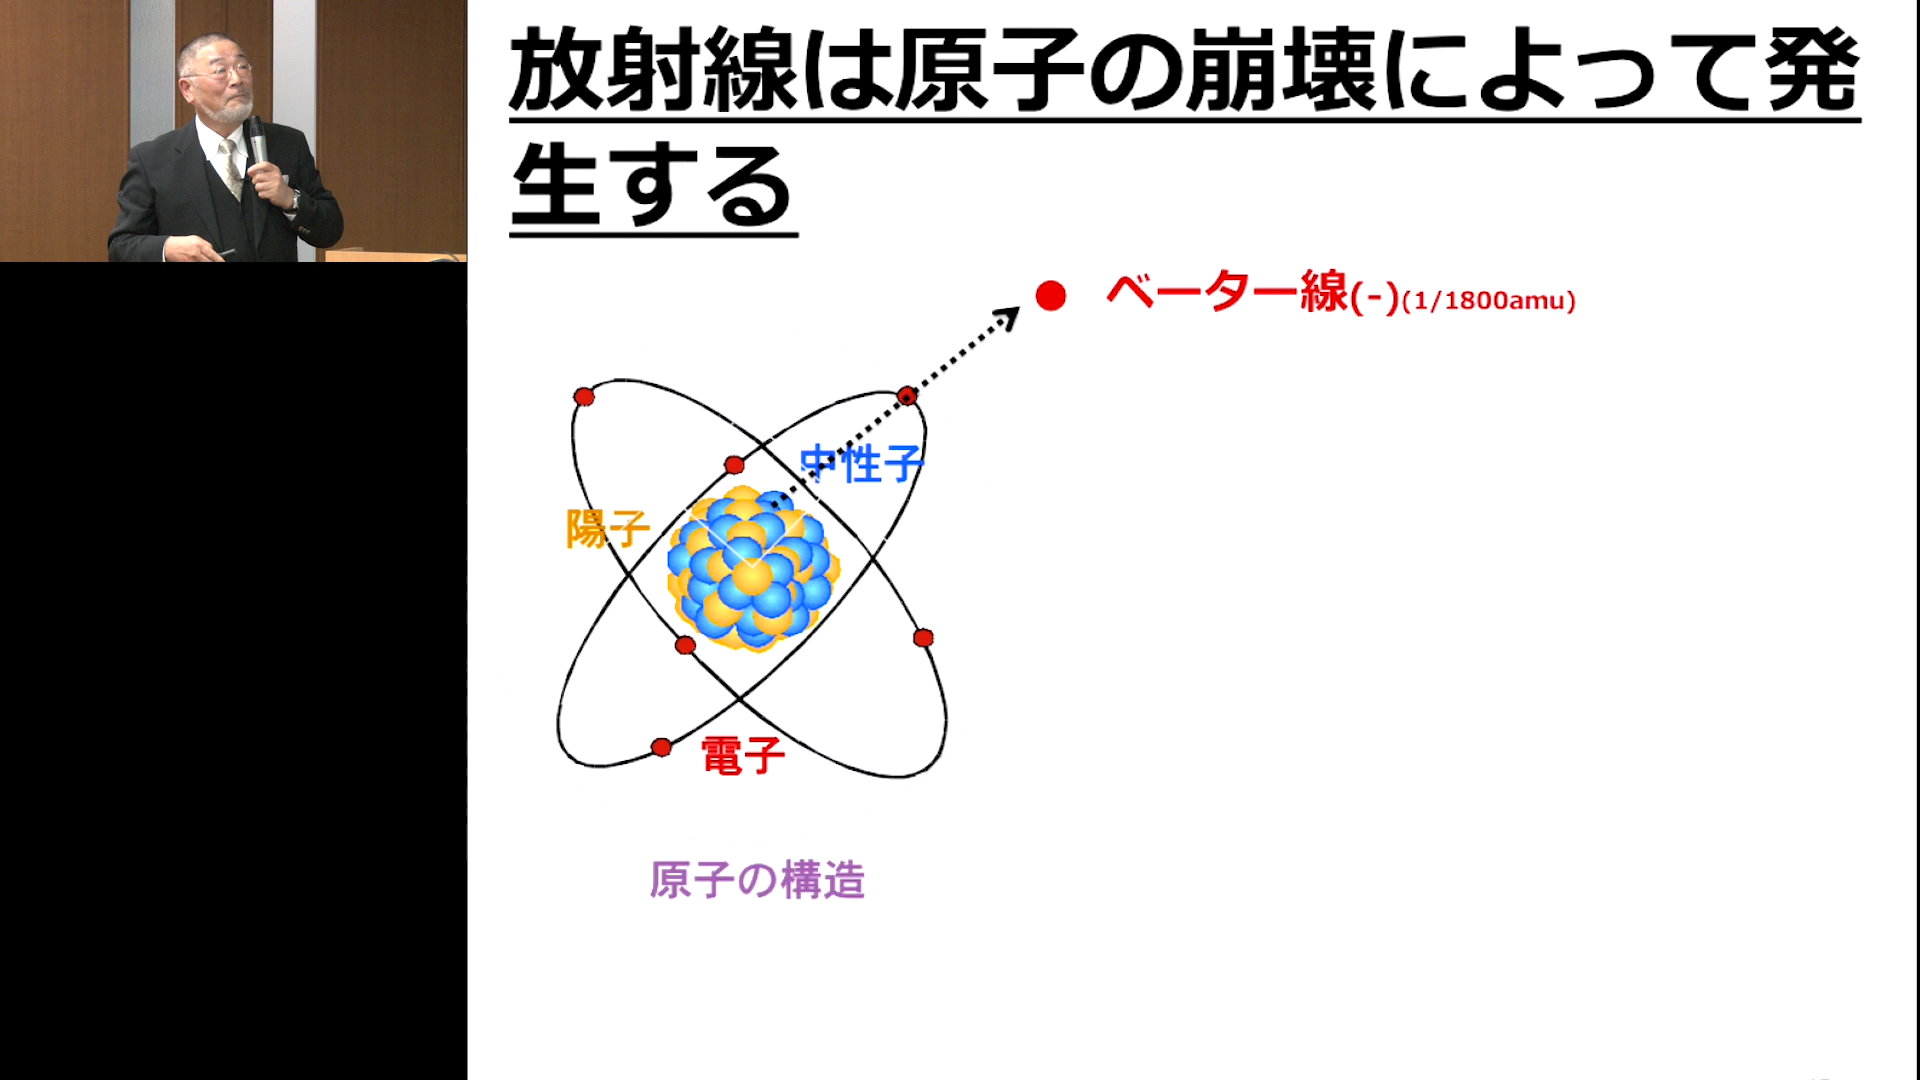 放射線は原子の崩壊によって発
生する
ベーター線(-)(1/1800amu)
中性子
陽子
電子
原子の構造